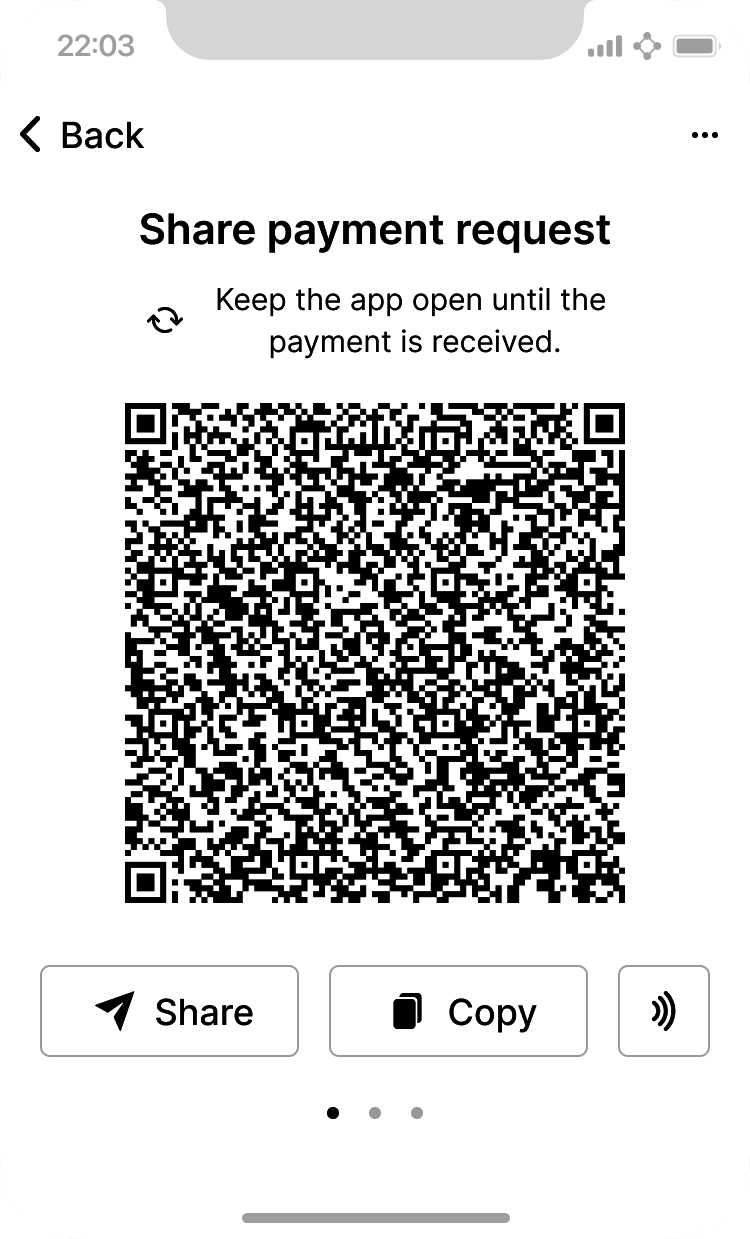 22:03
Back
Share payment request
Keep the app open until the
payment is received.
Share
Copy